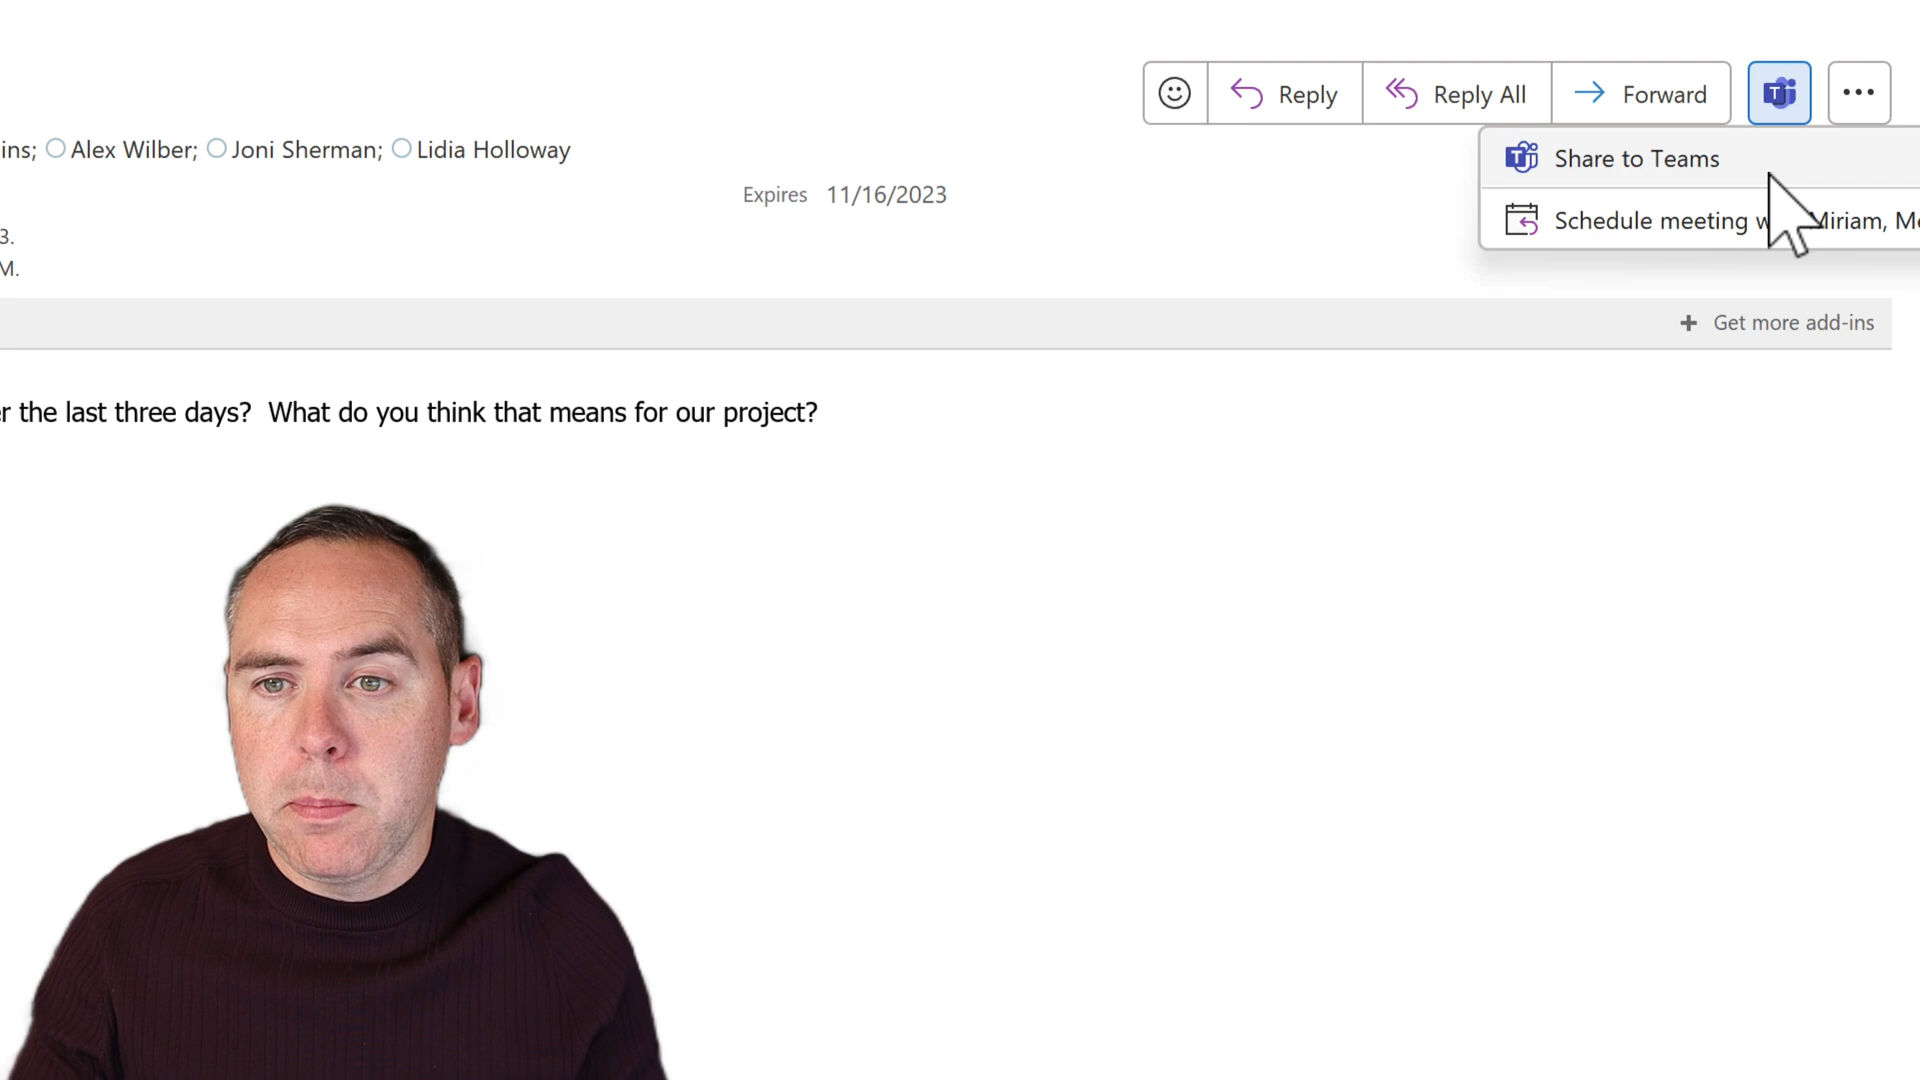 Reply
Reply All
Forward
T
Share to Teams
ins; Alex Wilber; Joni Sherman; Lidia Holloway
Expires 11/16/2023
Schedule meeting Miriam,
3.
M.
+ Get more add-ins
the last three days? What do you think that means for our project?